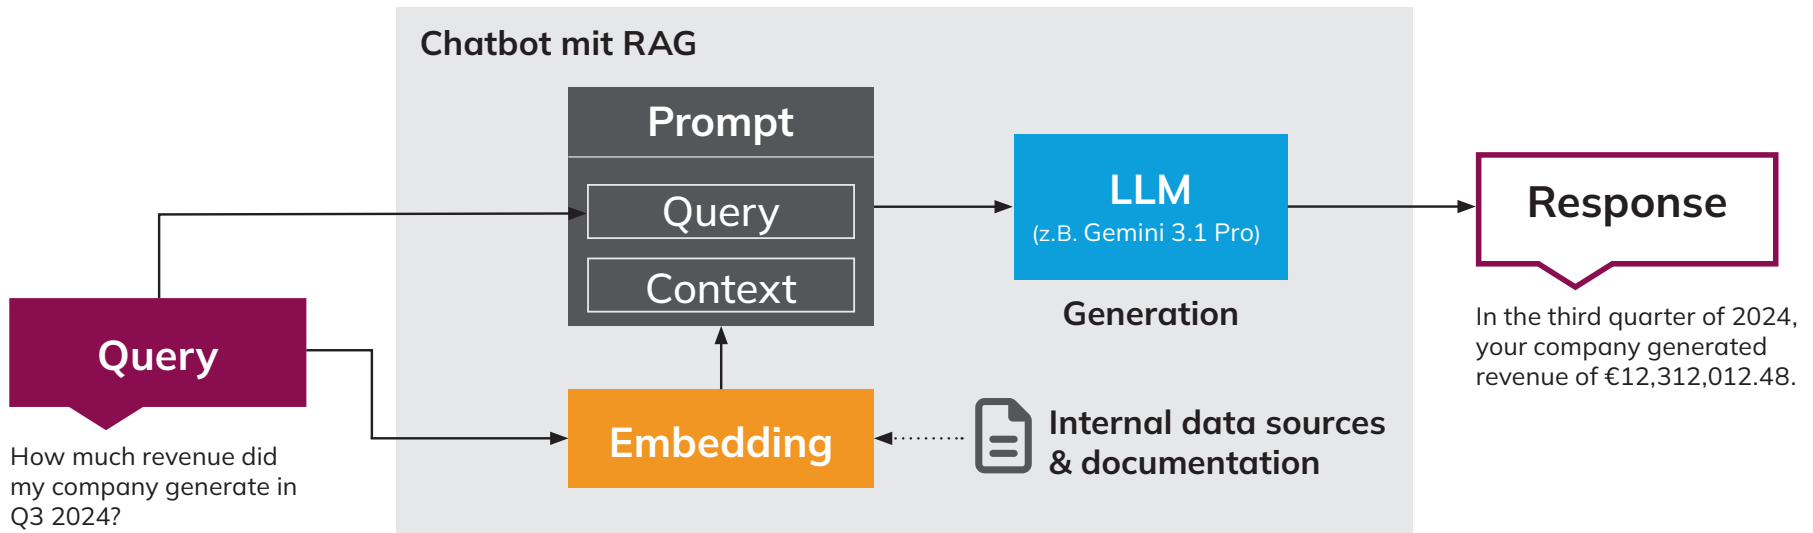 Chatbot mit RAG
Prompt
Query
Context
LLM
(z.B. Gemini 3.1 Pro)
Generation
Response
In the third quarter of 2024,
your company generated
revenue of €12,312,012.48.
Query
How much revenue did
my company generate in
Q3 2024?
Embedding
Internal data sources
& documentation